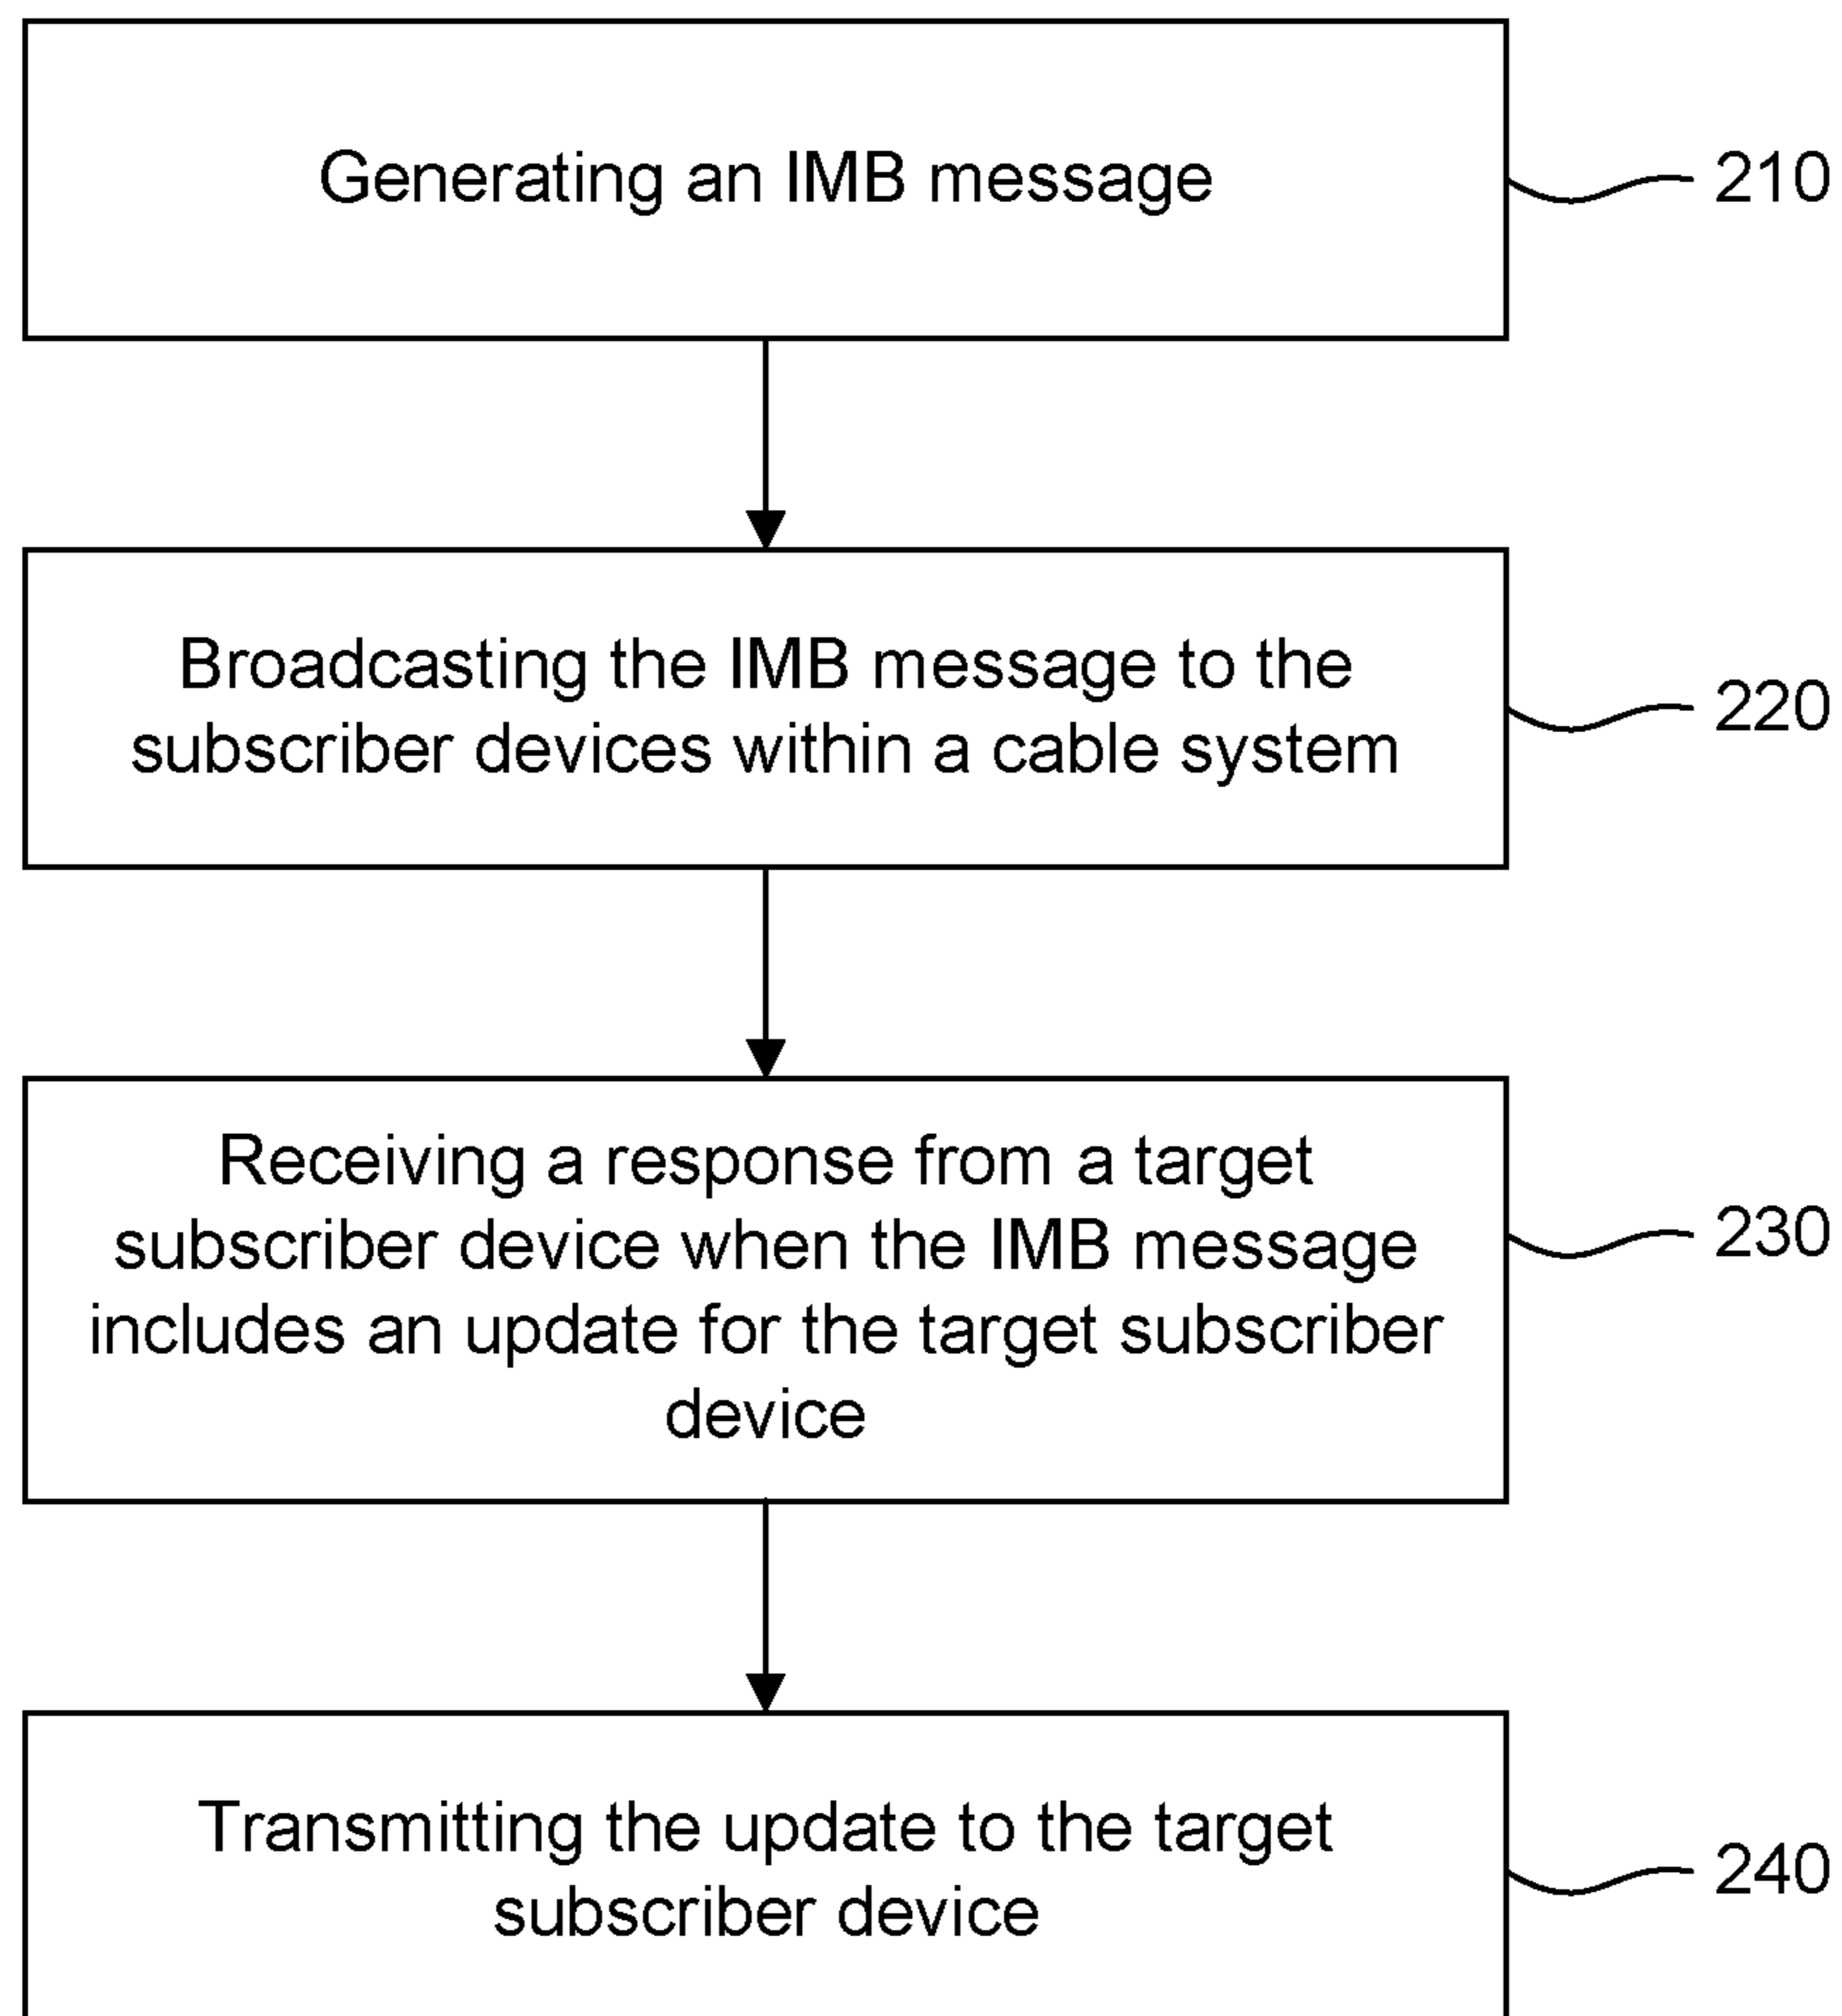 Generating an IMB message
210
Broadcasting the IMB message to the
subscriber devices within a cable system
220
Receiving a response from a target
subscriber device when the IMB message
includes an update for the target subscriber
device
230
Transmitting the update to the target
subscriber device
240